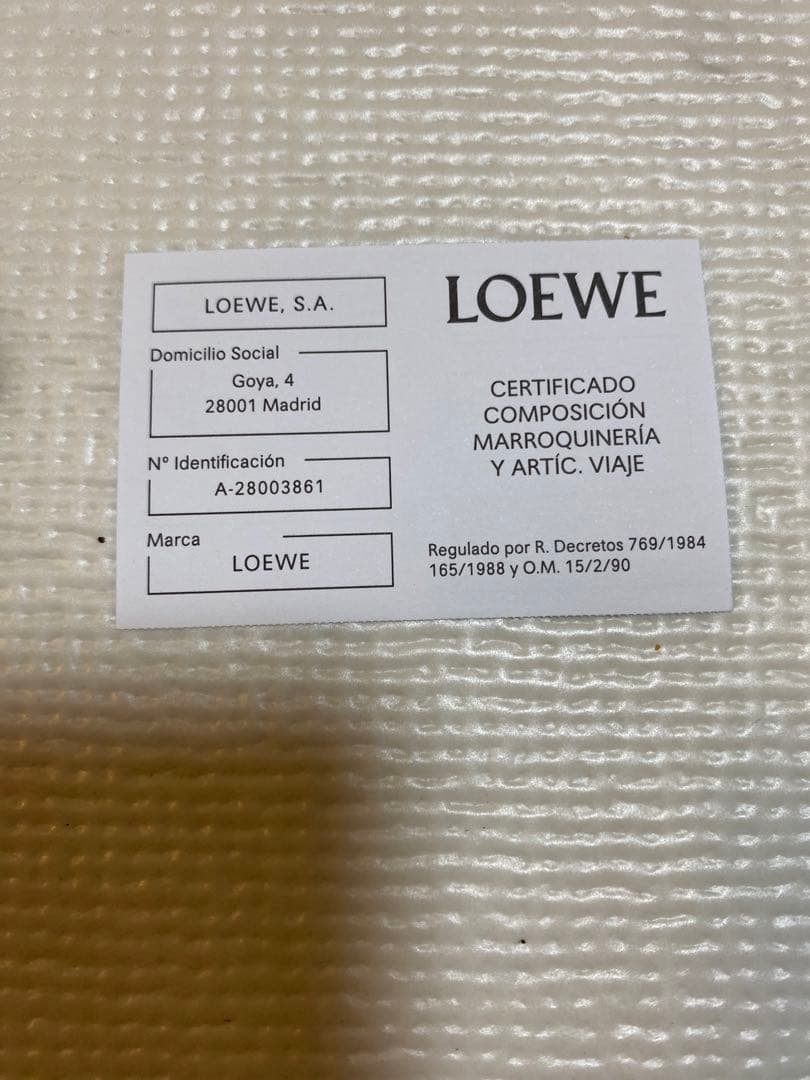 LOEWE, S.A.
Domicilio Social
Goya, 4
28001 Madrid
Nº Identificación
A-28003861
Marca
LOEWE
LOEWE
CERTIFICADO
COMPOSICIÓN
MARROQUINERÍA
Y ARTÍC. VIAJE
Regulado por R. Decretos 769/1984
165/1988 y O.M. 15/2/90